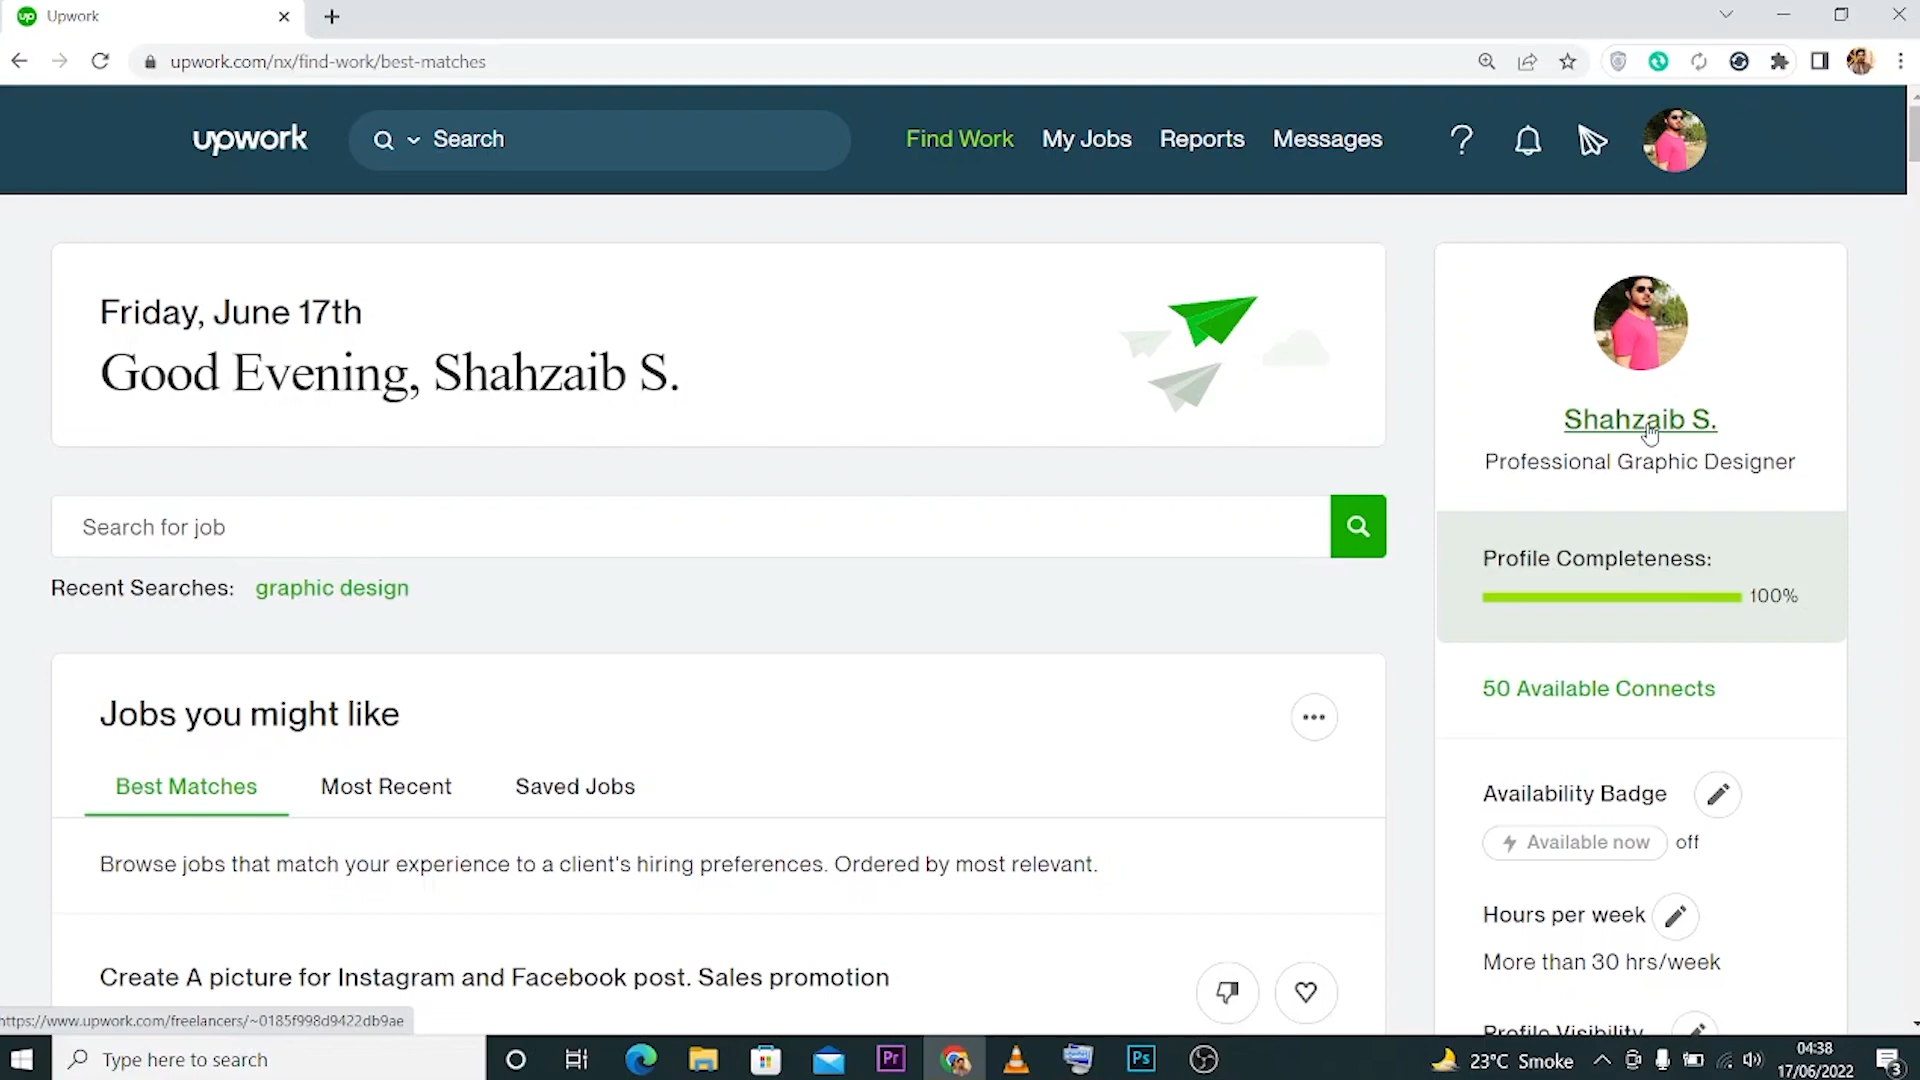 Upwork
upwork.com/nx/find-work/best-matches
upwork
Search
Find Work
My Jobs
Reports
Messages
Friday, June 17th
Good Evening, Shahzaib S.
Shahzaib S.
Professional Graphic Designer
Search for job
Profile Completeness:
100%
Recent Searches: graphic design
50 Available Connects
Jobs you might like
Best Matches
Most Recent
Saved Jobs
Availability Badge
Available now off
Browse jobs that match your experience to a client's hiring preferences. Ordered by most relevant.
Hours per week
More than 30 hrs/week
Create A picture for Instagram and Facebook post. Sales promotion
Profile Visibility
https://www.upwork.com/freelancers/~0185f998d9422db9ae
Type here to search
Pr
Ps
23°C Smoke
04:38
17/06/2022
3